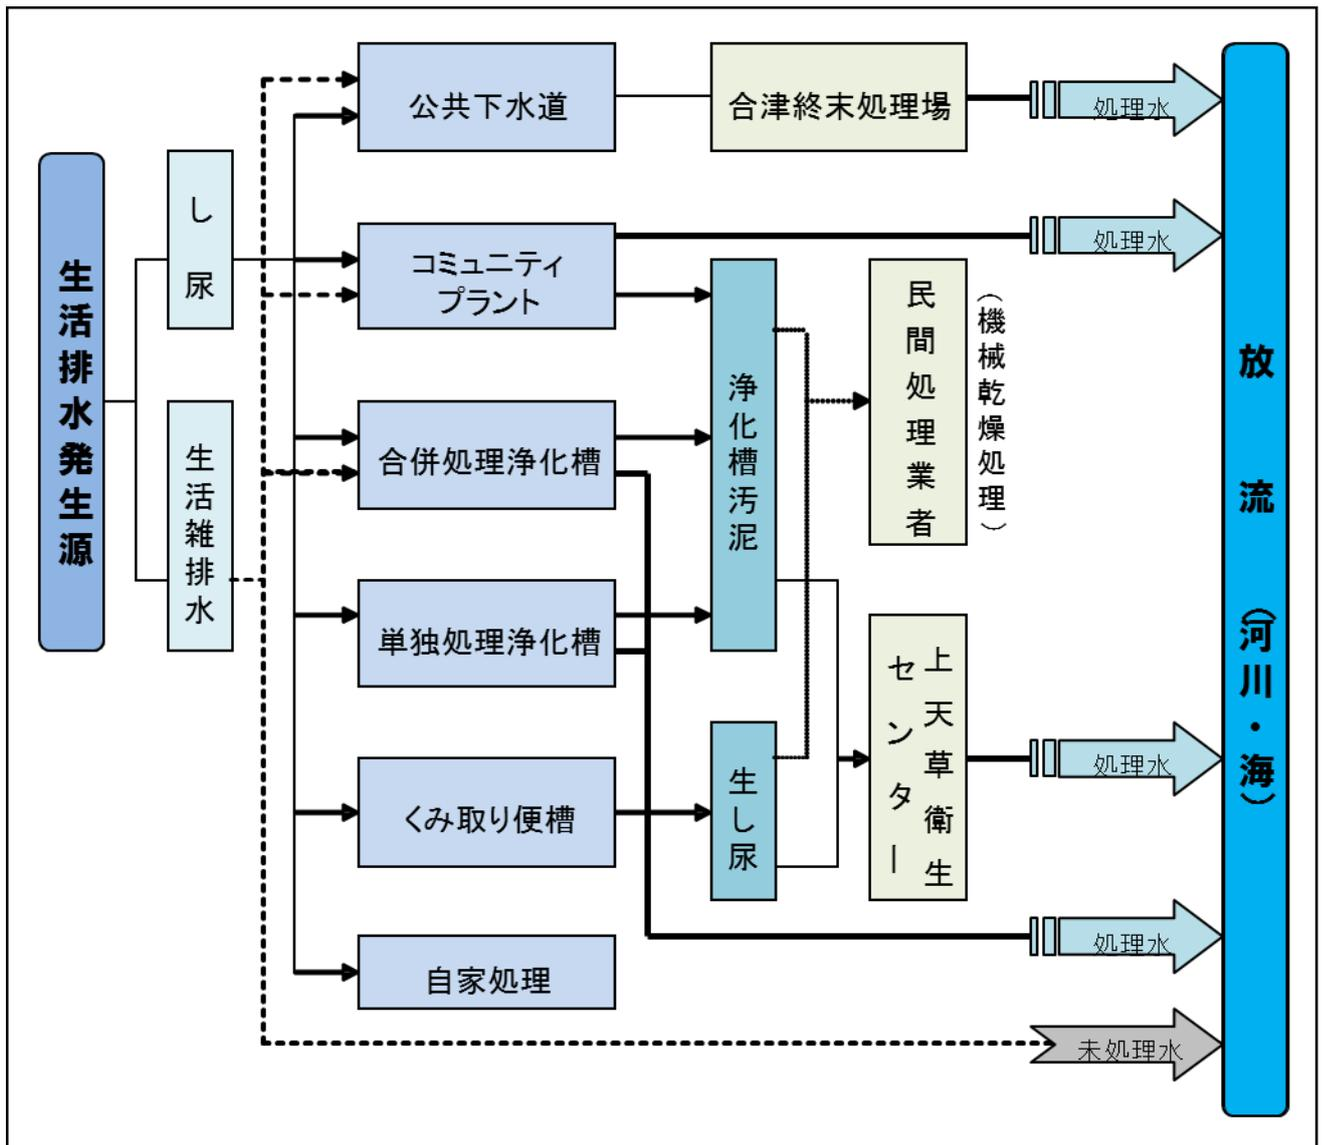 生活排水発生源
し尿
生活雑排水
公共下水道
コミュニティ
プラント
合併処理浄化槽
単独処理浄化槽
くみ取り便槽
自家処理
合津終末処理場
浄化槽汚泥
生し尿
民間処理業者
（機械乾燥処理）
上天草衛生
センター
処理水
処理水
処理水
処理水
未処理水
放流（河川・海）